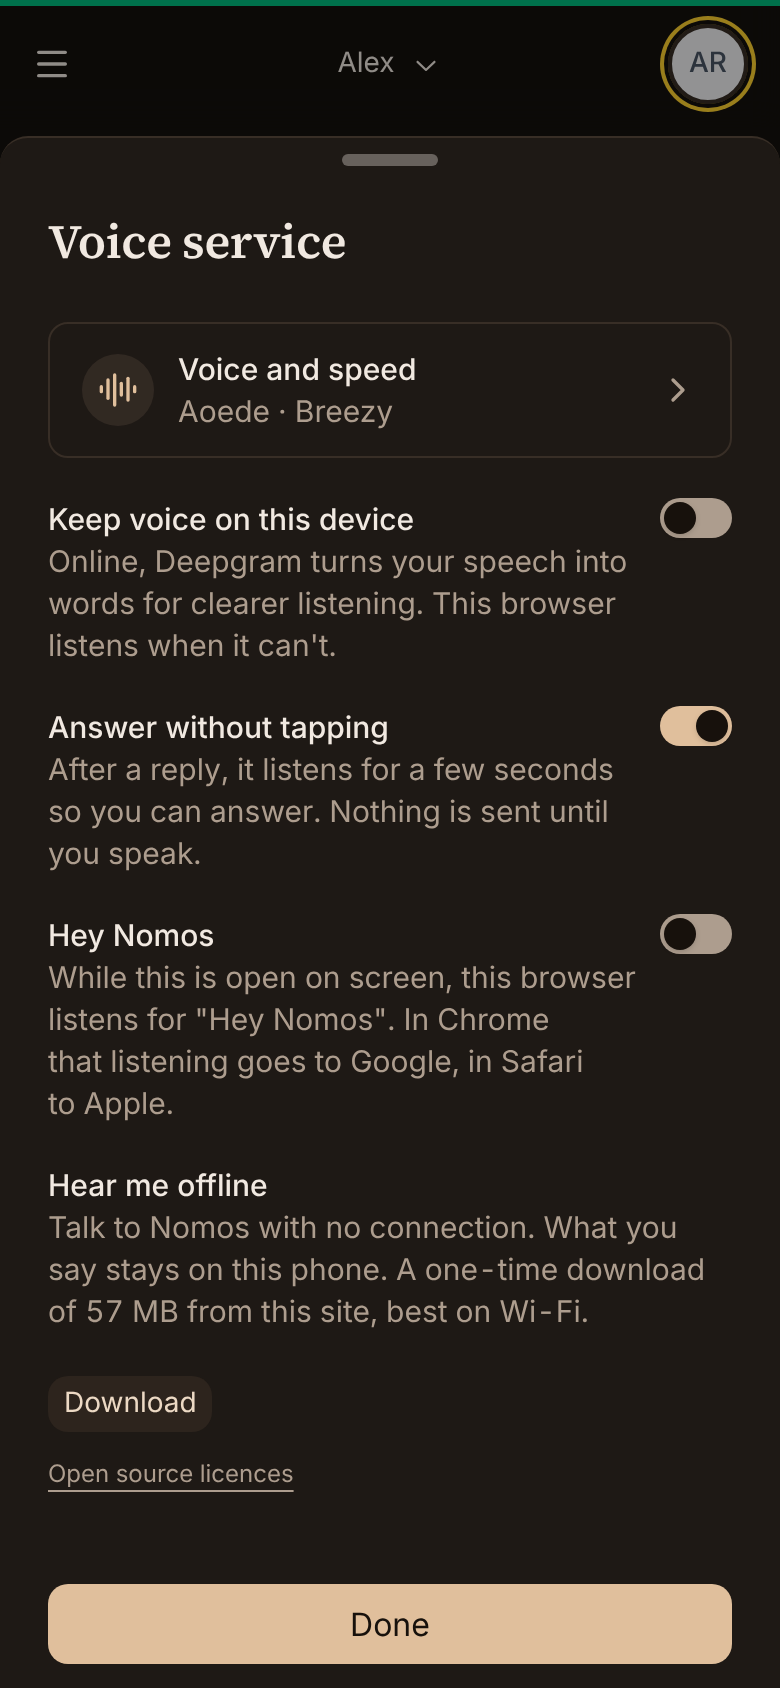 Alex
AR
Voice service
Voice and speed
Aoede · Breezy
Keep voice on this device
Online, Deepgram turns your speech into
words for clearer listening. This browser
listens when it can't.
Answer without tapping
After a reply, it listens for a few seconds
so you can answer. Nothing is sent until
you speak.
Hey Nomos
While this is open on screen, this browser
listens for "Hey Nomos". In Chrome
that listening goes to Google, in Safari
to Apple.
Hear me offline
Talk to Nomos with no connection. What you
say stays on this phone. A one-time download
of 57 MB from this site, best on Wi-Fi.
Download
Open source licences
Done